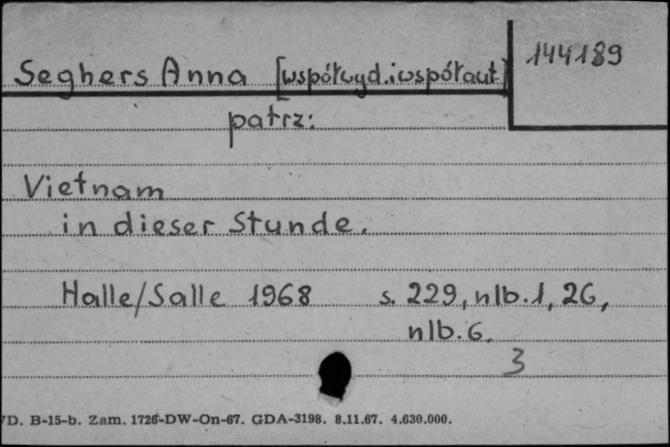 144189
Seghers Anna [współwyd.i współaut.]
patrz:
Vietnam
in dieser Stunde.
Halle/Salle 1968 s. 229, nlb.1, 26,
nlb.6.
3
/D. B-15-b. Zam. 1726-DW-On-67. GDA-3198. 8.11.67. 4.630.000.